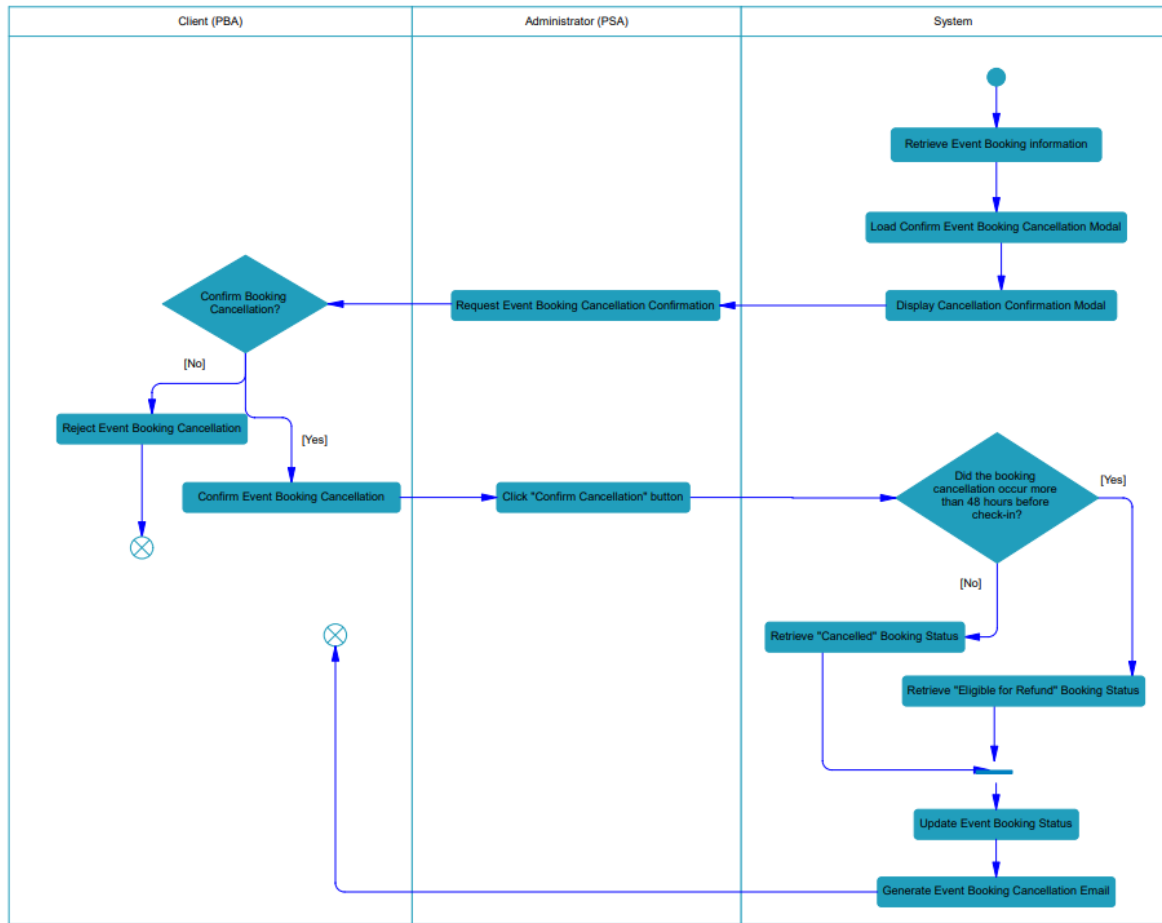 Client (PBA)
Administrator (PSA)
System
Retrieve Event Booking information
Load Confirm Event Booking Cancellation Modal
Display Cancellation Confirmation Modal
Request Event Booking Cancellation Confirmation
Confirm Booking
Cancellation?
[No]
Reject Event Booking Cancellation
[Yes]
Confirm Event Booking Cancellation
Click "Confirm Cancellation" button
Did the booking
cancellation occur more
than 48 hours before
check-in?
[Yes]
[No]
Retrieve "Cancelled" Booking Status
Retrieve "Eligible for Refund" Booking Status
Update Event Booking Status
Generate Event Booking Cancellation Email